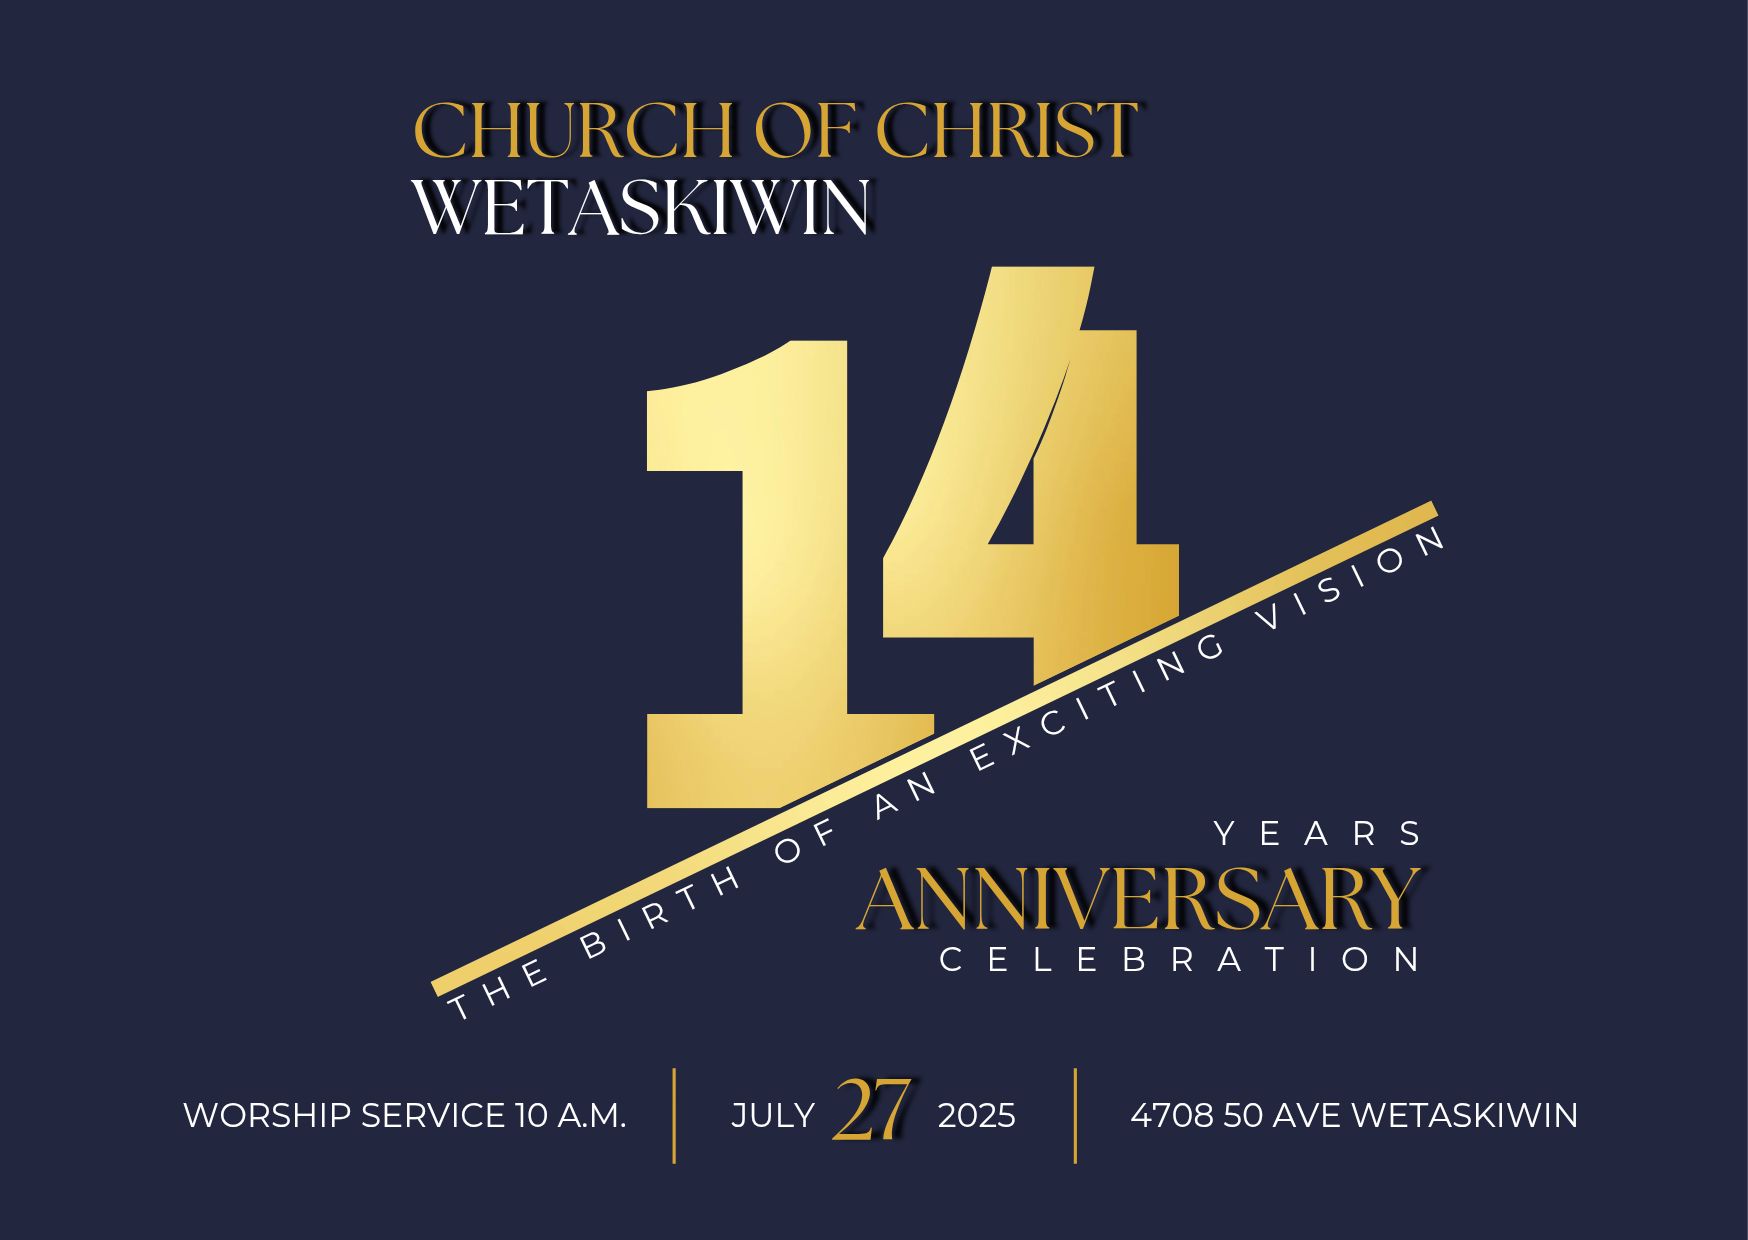 CHURCH OF CHRIST
WETASKIWIN
14
THE BIRTH OF AN EXCITING VISION
YEARS
ANNIVERSARY
CELEBRATION
WORSHIP SERVICE 10 A.M.
JULY 27 2025
4708 50 AVE WETASKIWIN